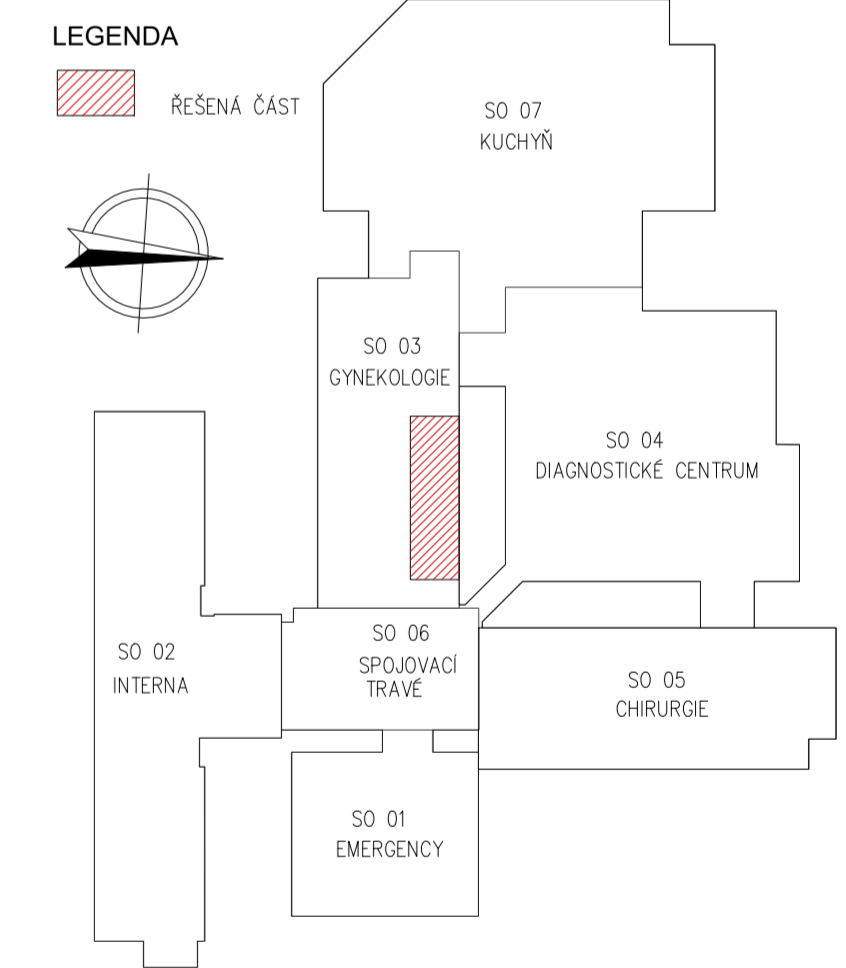 LEGENDA
ŘEŠENÁ ČÁST
SO 07
KUCHYŇ
SO 03
GYNEKOLOGIE
SO 04
DIAGNOSTICKÉ CENTRUM
SO 02
INTERNA
SO 06
SPOJOVACÍ
TRAVÉ
SO 05
CHIRURGIE
SO 01
EMERGENCY